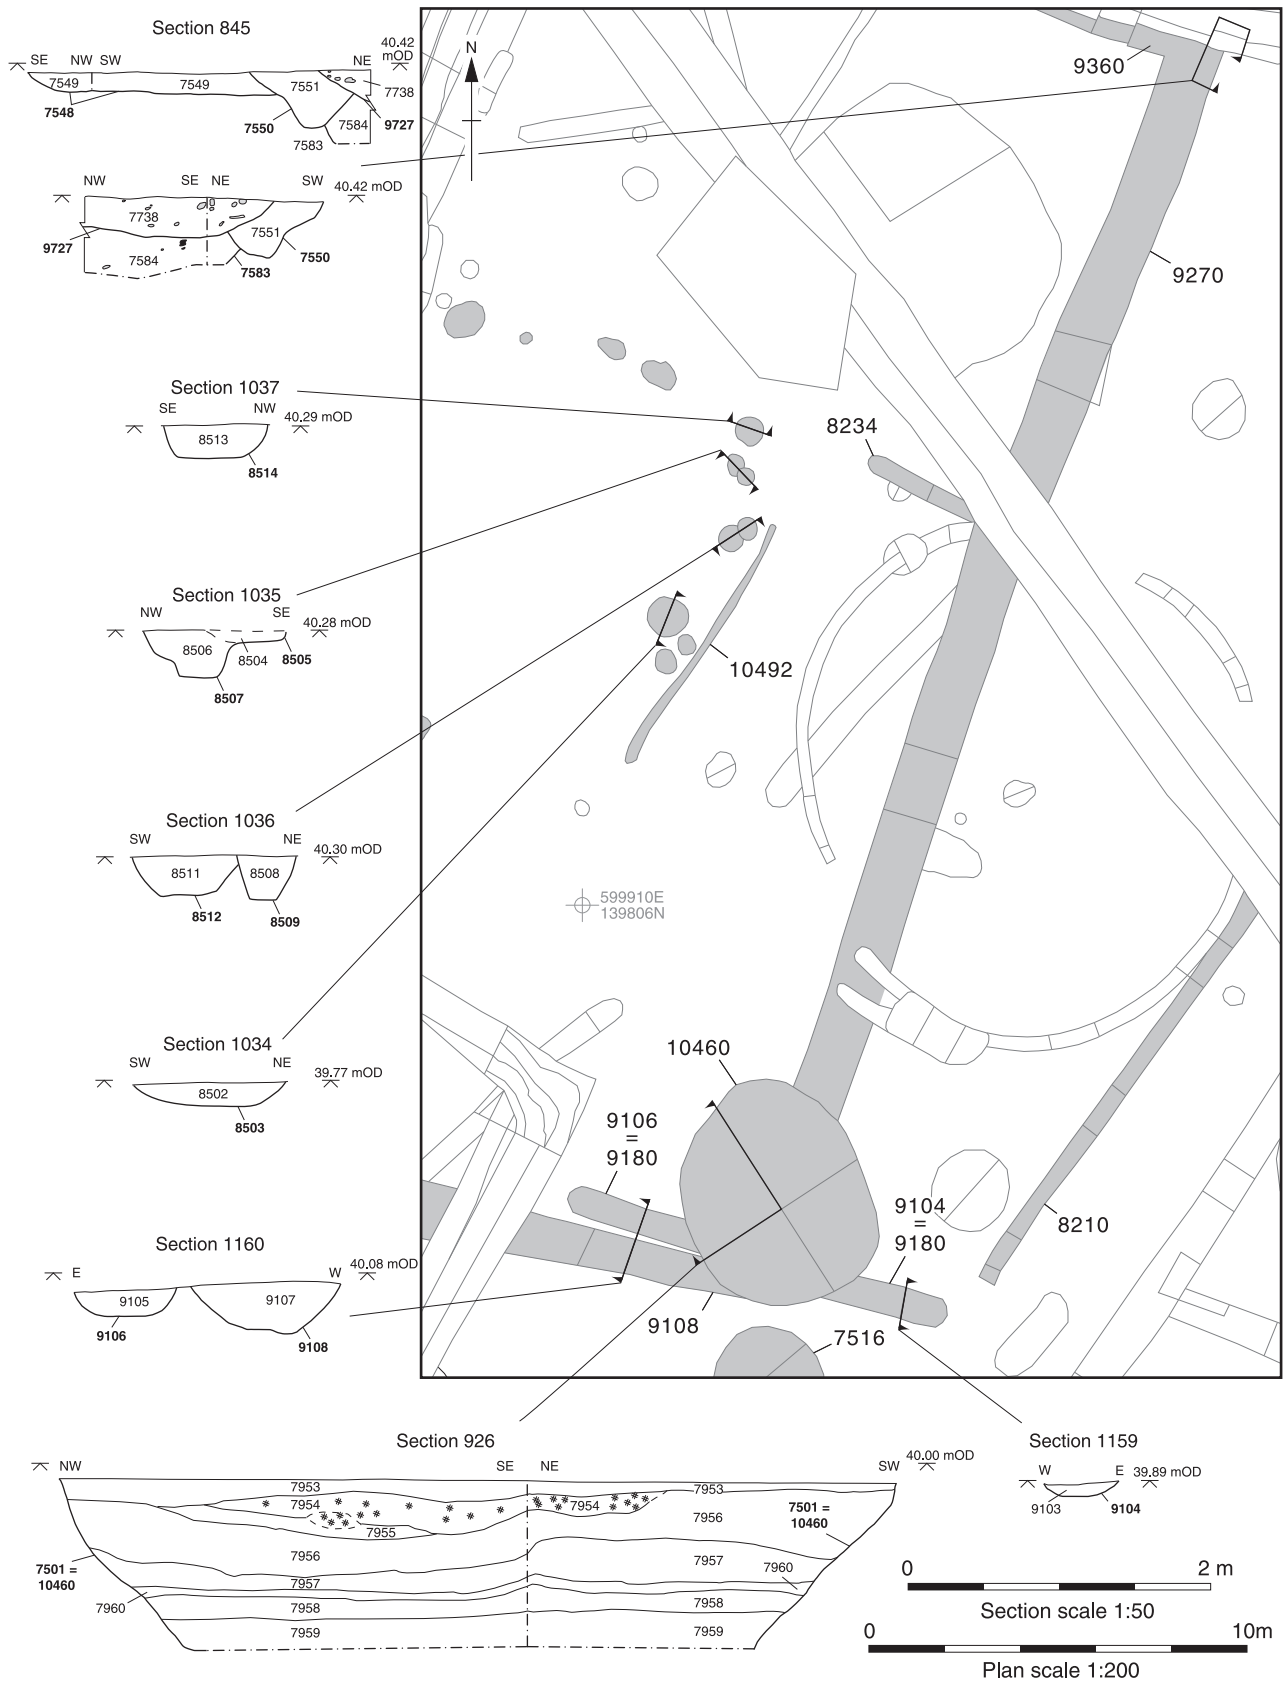 Section 845
SE NW SW NE 40.42 mOD
7549 7549 7551 7738
7548 7550 7584 9727
7583
NW SE NE SW 40.42 mOD
7738
7551
9727 7584 7583 7550
Section 1037
SE NW 40.29 mOD
8513
8514
Section 1035
NW SE 40.28 mOD
8506 8504 8505
8507
Section 1036
SW NE 40.30 mOD
8511 8508
8512 8509
Section 1034
SW NE 39.77 mOD
8502
8503
Section 1160
E W 40.08 mOD
9105 9107
9106 9108
N
9360
9270
8234
10492
599910E
139806N
10460
9106
=
9180
9104
=
9180
8210
9108
7516
Section 926
NW SE NE SW 40.00 mOD
7953 7953
7954 7954
7955 7956
7501 =
10460
7956 7957
7501 =
10460
7957 7960
7960 7958 7958
7959 7959
Section 1159
W E 39.89 mOD
9103 9104
0 2 m
Section scale 1:50
0 10m
Plan scale 1:200